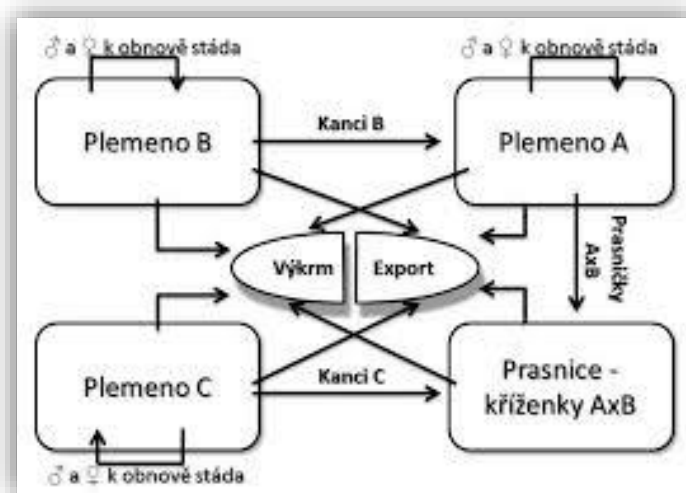 ♂ a ♀ k obnově stáda
♂ a ♀ k obnově stáda
Plemeno B
Kanci B
Plemeno A
Prasničky
AxB
Výkrm
Export
Plemeno C
Kanci C
Prasnice -
kříženky AxB
♂ a ♀ k obnově stáda